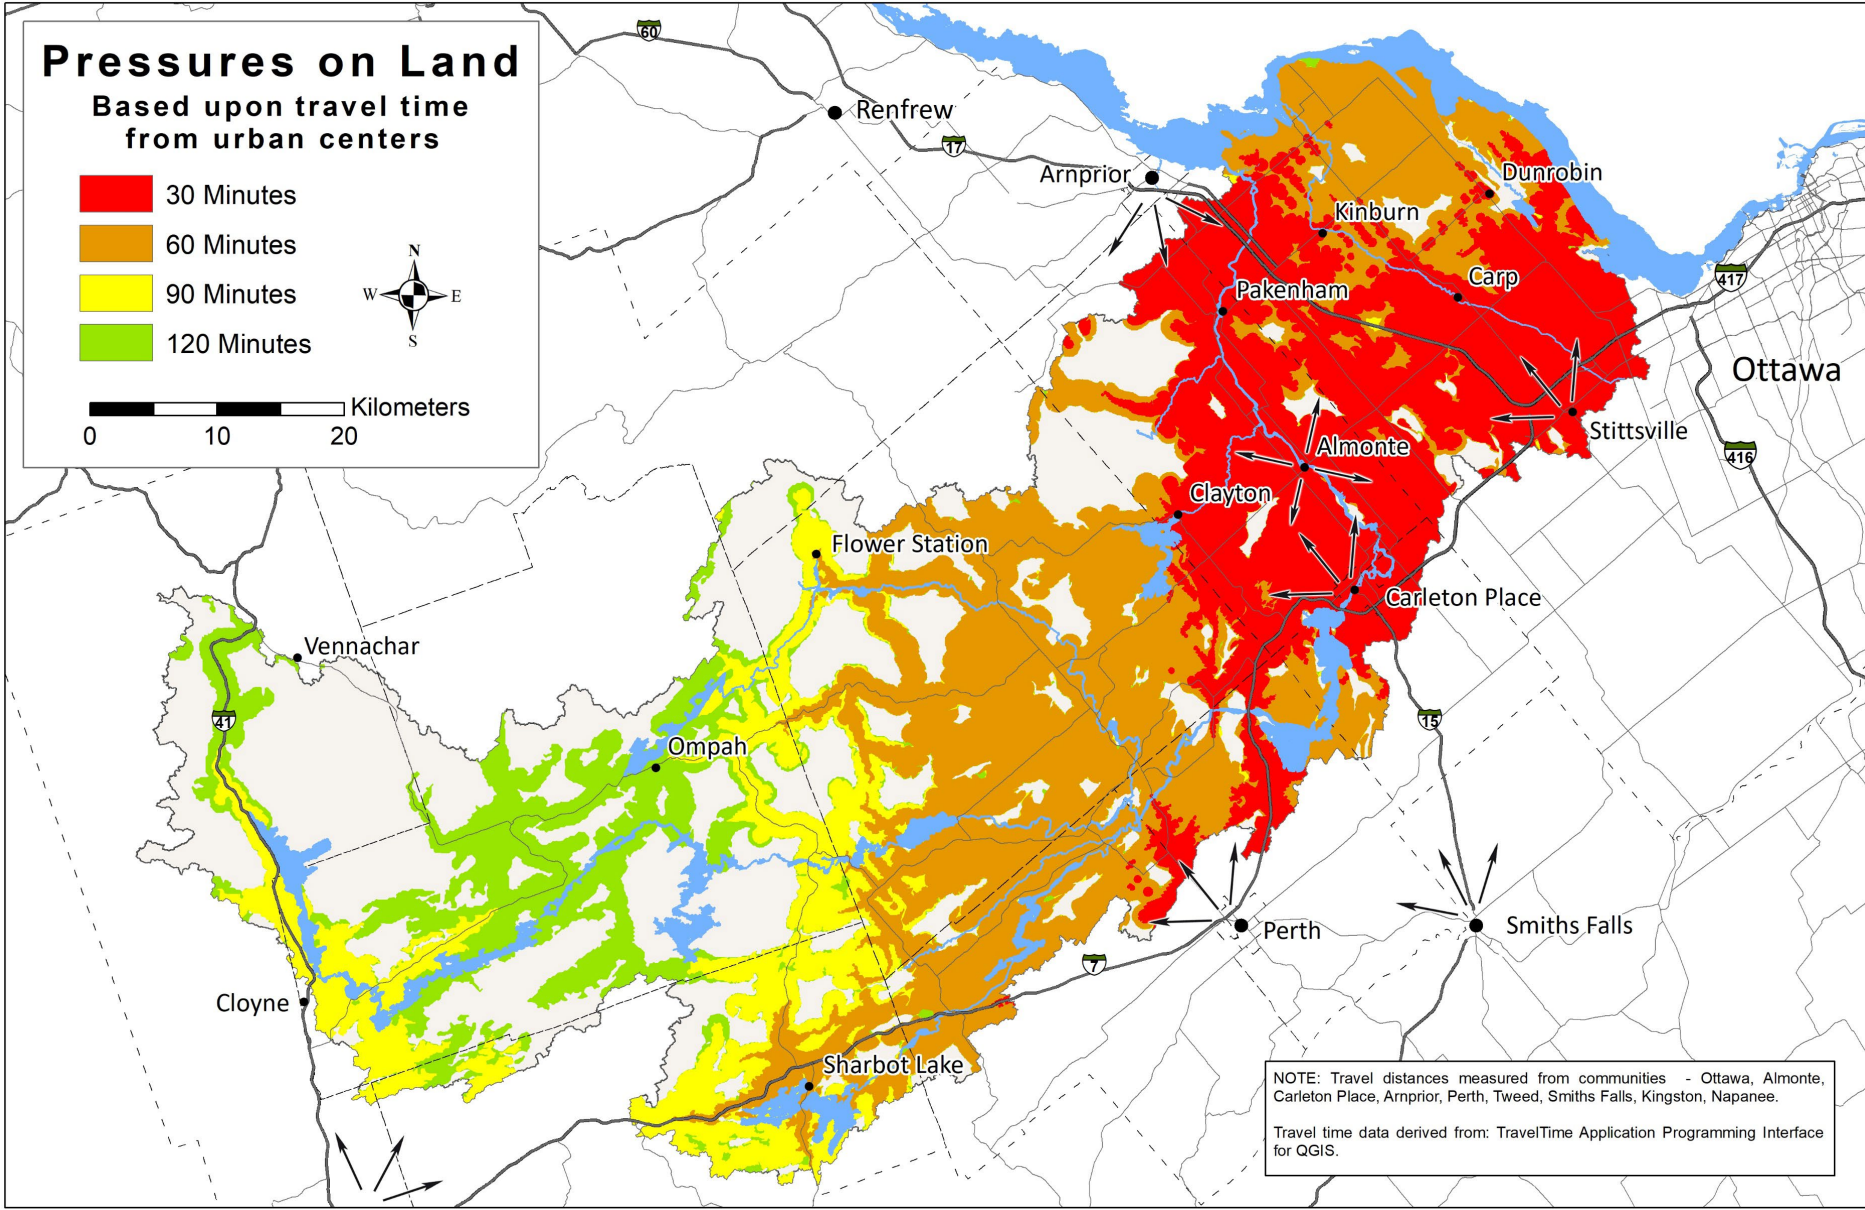 Pressures on Land
Based upon travel time
from urban centers
30 Minutes
60 Minutes
90 Minutes
120 Minutes
N
W
E
S
Kilometers
0
10
20
60
Renfrew
17
Arnprior
Dunrobin
Kinburn
Carp
Pakenham
417
Ottawa
Stittsville
416
Almonte
Clayton
Flower Station
Carleton Place
Vennachar
41
15
Ompah
Perth
Smiths Falls
7
Cloyne
Sharbot Lake
NOTE: Travel distances measured from communities - Ottawa, Almonte,
Carleton Place, Arnprior, Perth, Tweed, Smiths Falls, Kingston, Napanee.
Travel time data derived from: TravelTime Application Programming Interface
for QGIS.